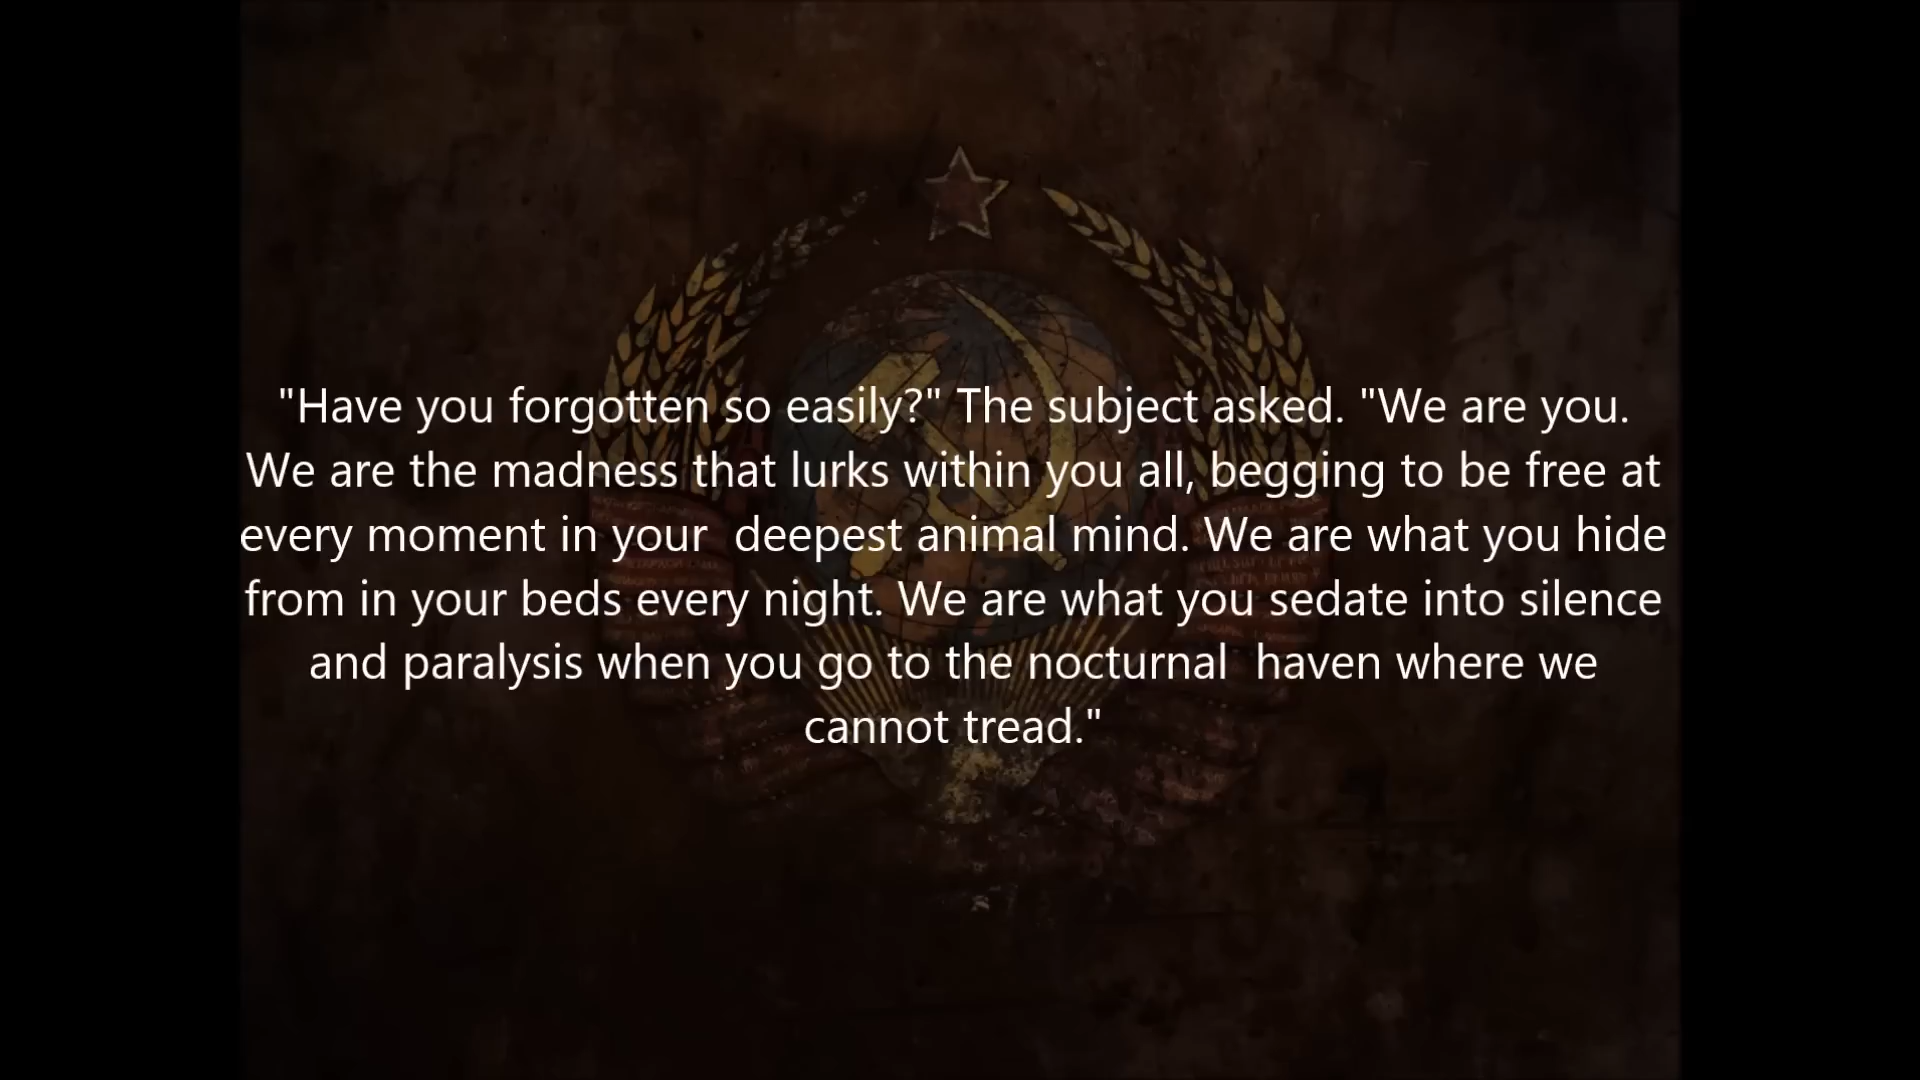 "Have you forgotten so easily?" The subject asked. "We are you.
We are the madness that lurks within you all, begging to be free at
every moment in your  deepest animal mind. We are what you hide
from in your beds every night. We are what you sedate into silence
and paralysis when you go to the nocturnal  haven where we
cannot tread."